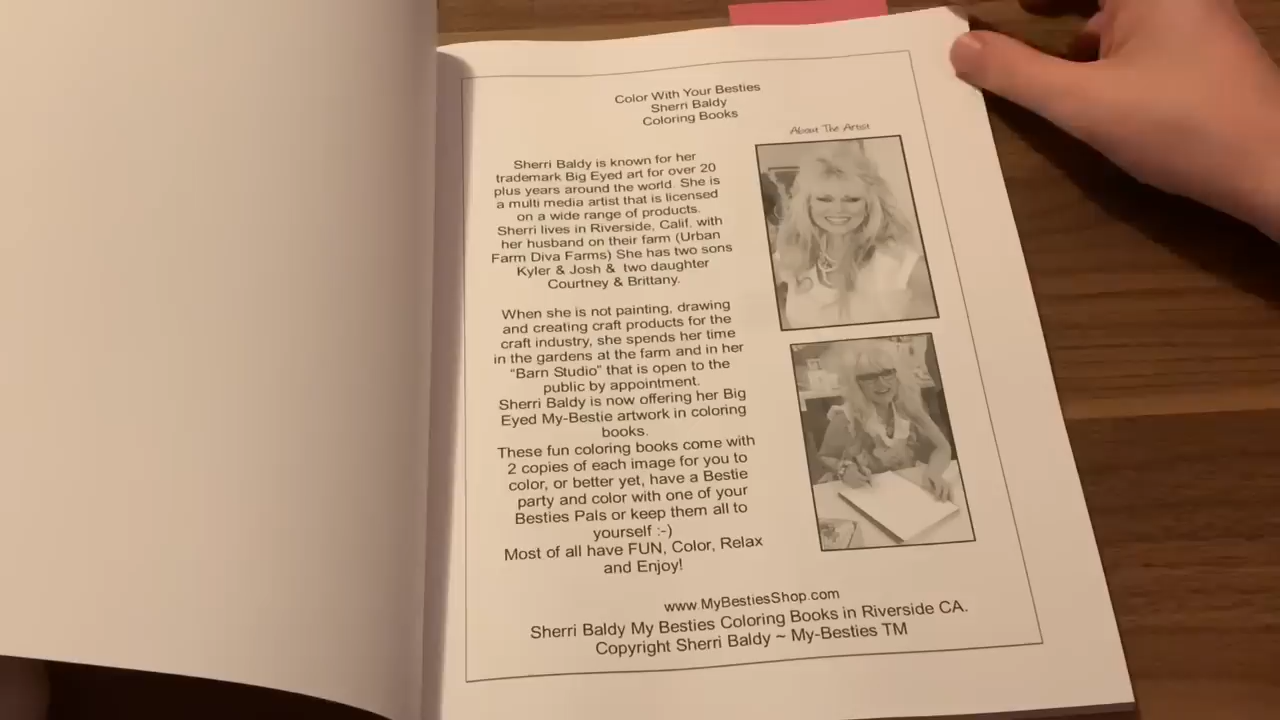 Color With Your Besties
Sherri Baldy
Coloring Books
About The Artist
Sherri Baldy is known for her
trademark Big Eyed art for over 20
plus years around the world. She is
a multi media artist that is licensed
on a wide range of products.
Sherri lives in Riverside, Calif. with
her husband on their farm (Urban
Farm Diva Farms) She has two sons
Kyler & Josh & two daughter
Courtney & Brittany.
When she is not painting, drawing
and creating craft products for the
craft industry, she spends her time
in the gardens at the farm and in her
“Barn Studio” that is open to the
public by appointment.
Sherri Baldy is now offering her Big
Eyed My-Bestie artwork in coloring
books.
These fun coloring books come with
2 copies of each image for you to
color, or better yet, have a Bestie
party and color with one of your
Besties Pals or keep them all to
yourself :-)
Most of all have FUN, Color, Relax
and Enjoy!
www.MyBestiesShop.com
Sherri Baldy My Besties Coloring Books in Riverside CA.
Copyright Sherri Baldy ~ My-Besties TM